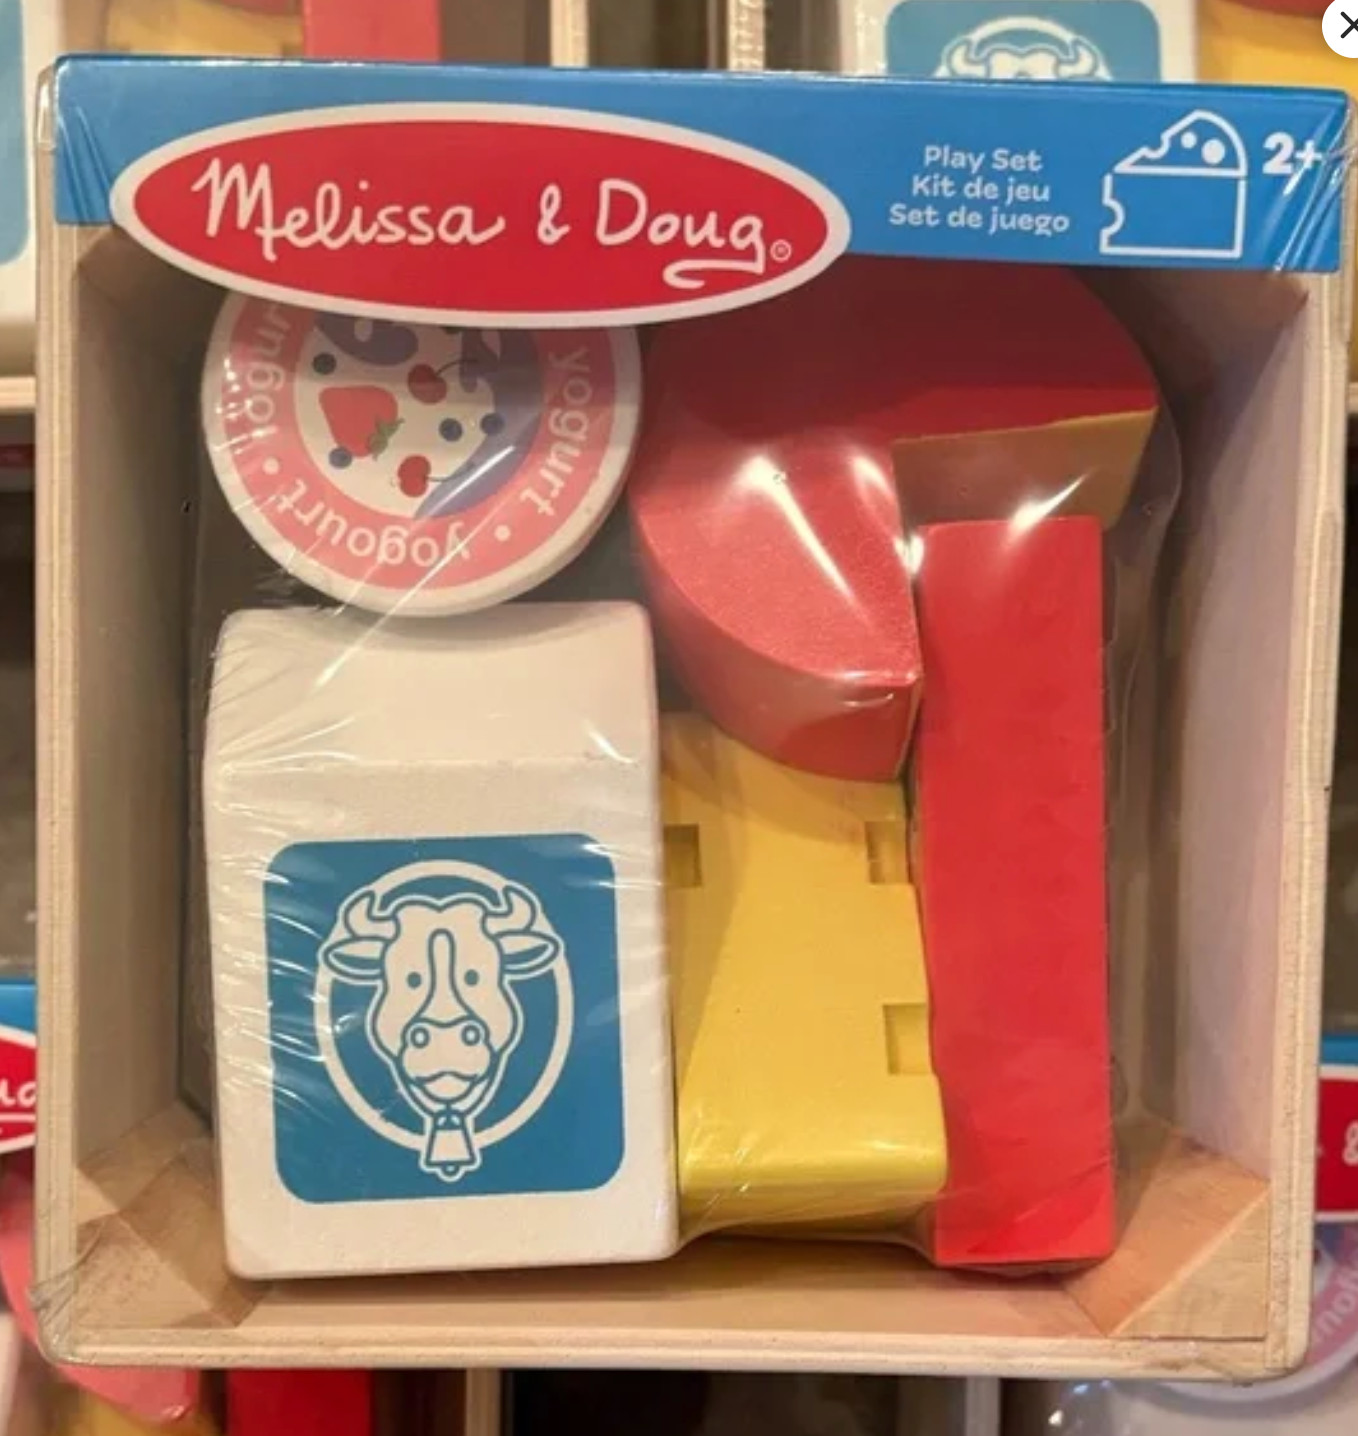 Melissa & Doug®
Play Set
Kit de jeu
Set de juego
2+
yogurt • yogourt •